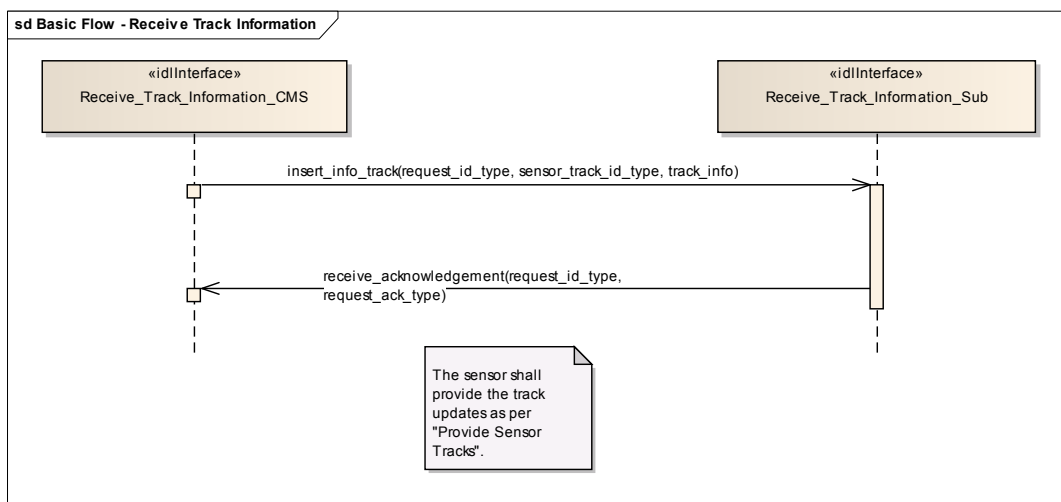 sd Basic Flow - Receive Track Information
«idlInterface»
Receive_Track_Information_CMS
«idlInterface»
Receive_Track_Information_Sub
insert_info_track(request_id_type, sensor_track_id_type, track_info)
receive_acknowledgement(request_id_type,
request_ack_type)
The sensor shall
provide the track
updates as per
"Provide Sensor
Tracks".